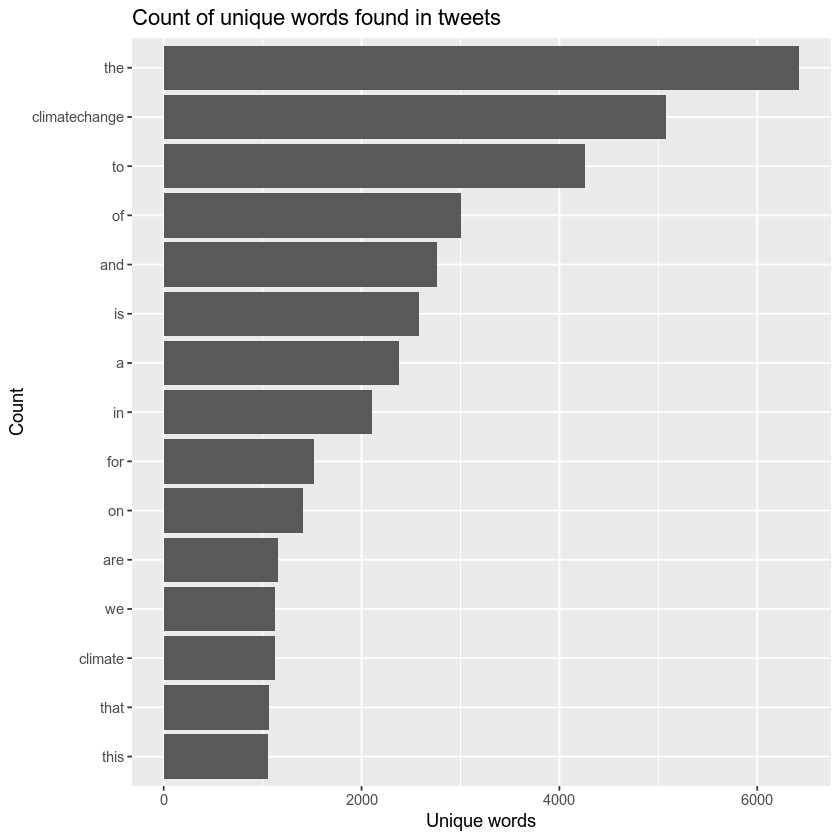 Count of unique words found in tweets
the
climatechange
to
of
and
is
a
in
for
on
are
we
climate
that
this
Count
0 2000 4000 6000
Unique words